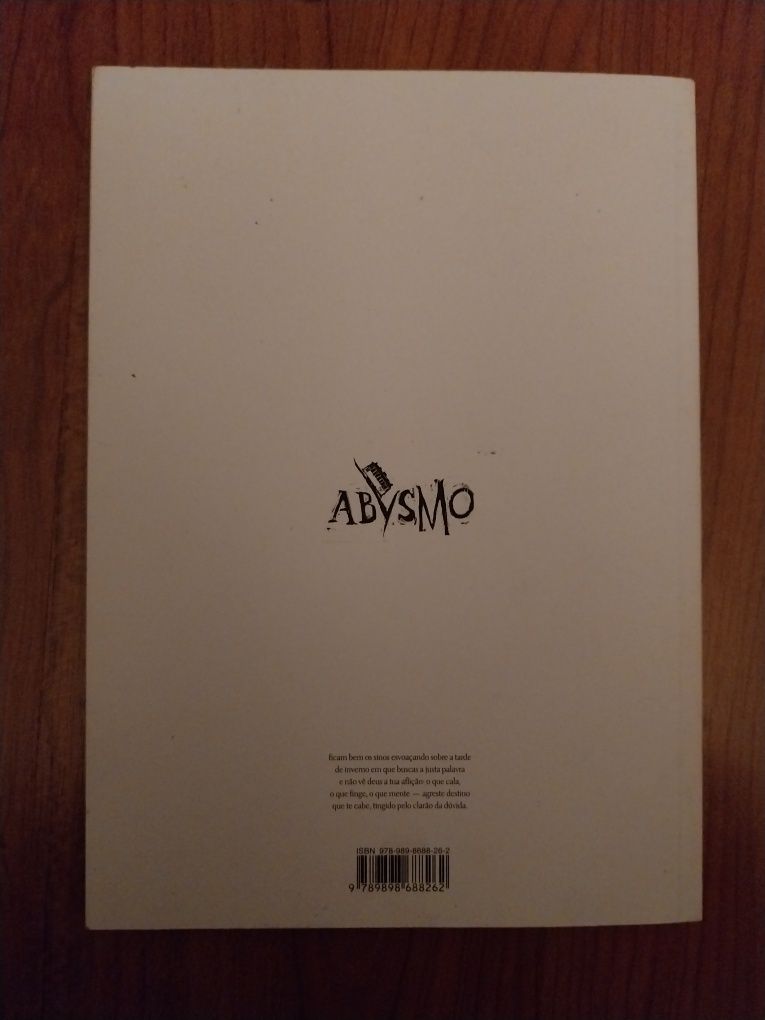 ABYSMO
ficam bem os sinos esvoaçando sobre a tarde
de inverno em que buscas a justa palavra
e não vê deus a tua aflição: o que cala,
o que finge, o que mente — agreste destino
que te cabe, tingido pelo clarão da dúvida.
ISBN 978-989-8688-26-2
9 789898 688262